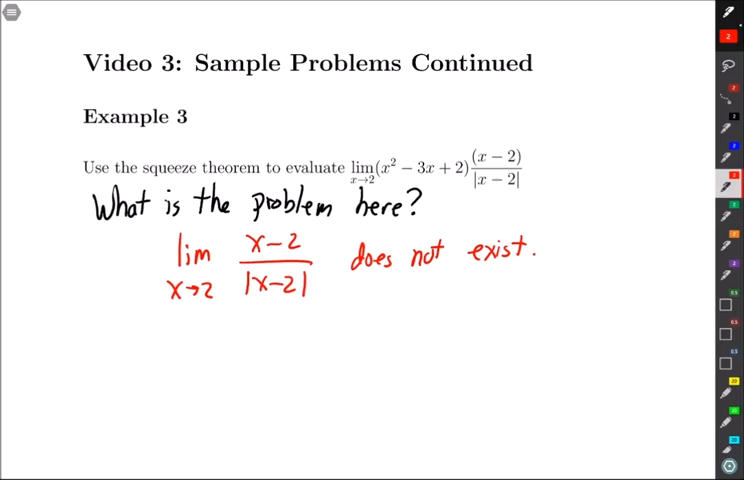 Video 3: Sample Problems Continued
Example 3
Use the squeeze theorem to evaluate lim_{x→2} (x² − 3x + 2) (x − 2)/|x − 2|
What is the problem here?
lim_{x→2} (x−2)/|x−2| does not exist.